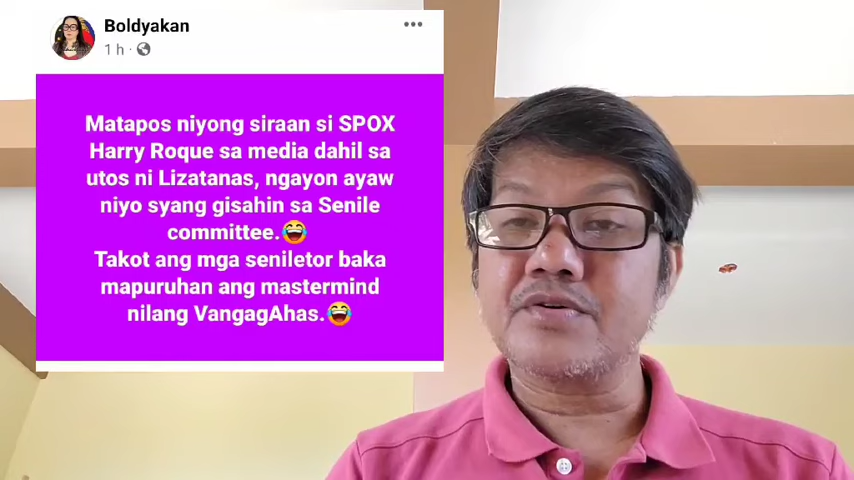 Boldyakan
1 h ·
Matapos niyong siraan si SPOX
Harry Roque sa media dahil sa
utos ni Lizatanas, ngayon ayaw
niyo syang gisahin sa Senile
committee.😂
Takot ang mga seniletor baka
mapuruhan ang mastermind
nilang VangagAhas.😂